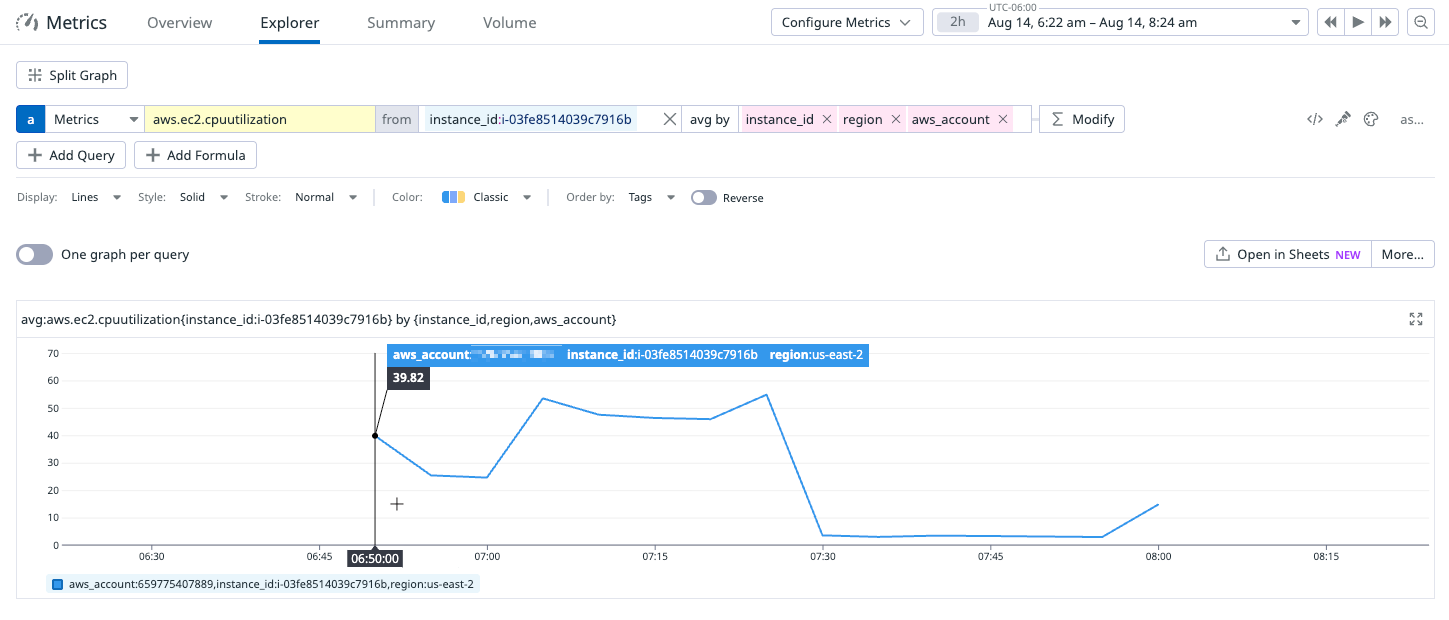 Metrics Overview Explorer Summary Volume Configure Metrics 2h UTC-06:00 Aug 14, 6:22 am – Aug 14, 8:24 am
Split Graph
a Metrics aws.ec2.cpuutilization from instance_id:i-03fe8514039c7916b avg by instance_id region aws_account Σ Modify </> as...
+ Add Query + Add Formula
Display: Lines Style: Solid Stroke: Normal Color: Classic Order by: Tags Reverse
One graph per query Open in Sheets NEW More...
avg:aws.ec2.cpuutilization{instance_id:i-03fe8514039c7916b} by {instance_id,region,aws_account}
aws_account: instance_id:i-03fe8514039c7916b region:us-east-2
39.82
70
60
50
40
30
20
10
0
06:30 06:45 06:50:00 07:00 07:15 07:30 07:45 08:00 08:15
aws_account:659775407889,instance_id:i-03fe8514039c7916b,region:us-east-2